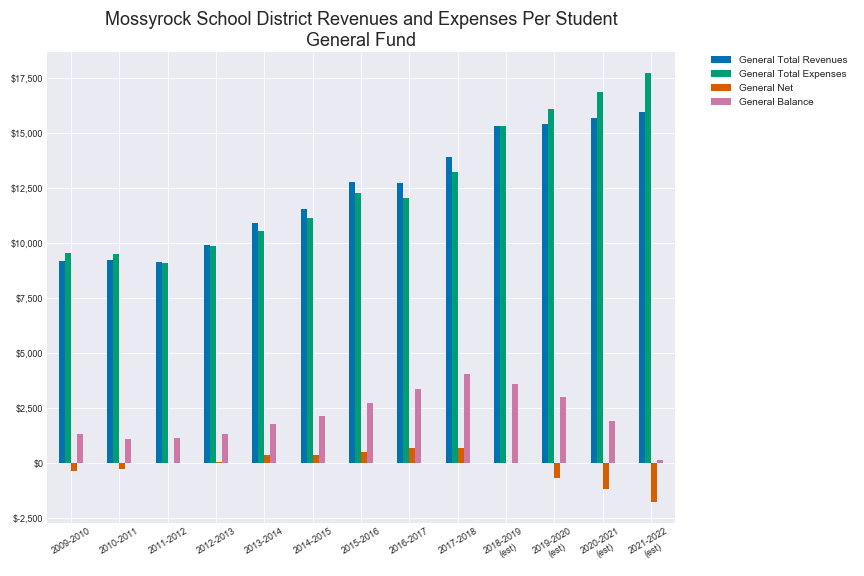 Mossyrock School District Revenues and Expenses Per Student
General Fund
General Total Revenues
General Total Expenses
General Net
General Balance
$17,500
$15,000
$12,500
$10,000
$7,500
$5,000
$2,500
$0
$-2,500
2009-2010
2010-2011
2011-2012
2012-2013
2013-2014
2014-2015
2015-2016
2016-2017
2017-2018
2018-2019
(est)
2019-2020
(est)
2020-2021
(est)
2021-2022
(est)